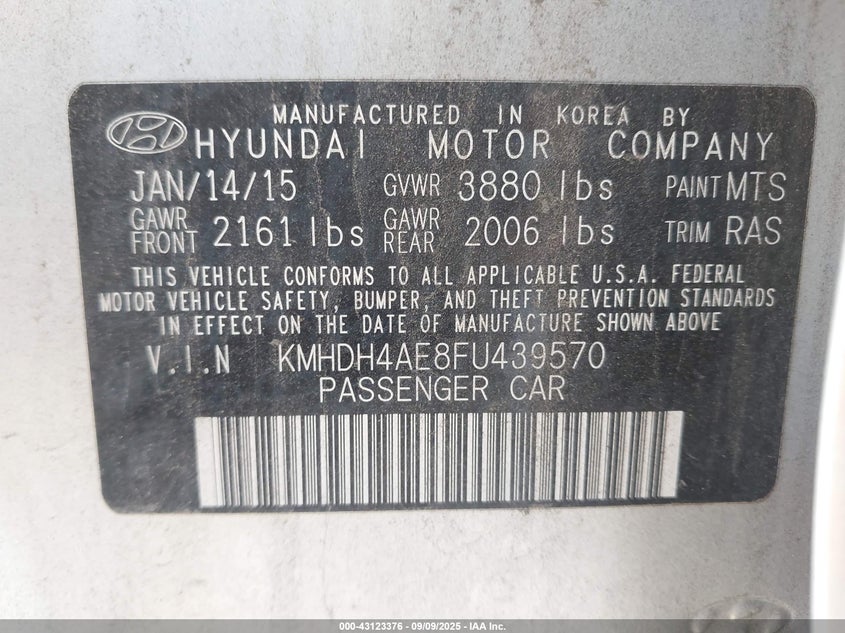 MANUFACTURED IN KOREA BY
HYUNDAI MOTOR COMPANY
JAN/14/15 GVWR 3880 lbs PAINT MTS
GAWR FRONT 2161 lbs GAWR REAR 2006 lbs TRIM RAS
THIS VEHICLE CONFORMS TO ALL APPLICABLE U.S.A. FEDERAL
MOTOR VEHICLE SAFETY, BUMPER, AND THEFT PREVENTION STANDARDS
IN EFFECT ON THE DATE OF MANUFACTURE SHOWN ABOVE
V.I.N KMHDH4AE8FU439570
PASSENGER CAR
000-43123376 - 09/09/2025 - IAA Inc.